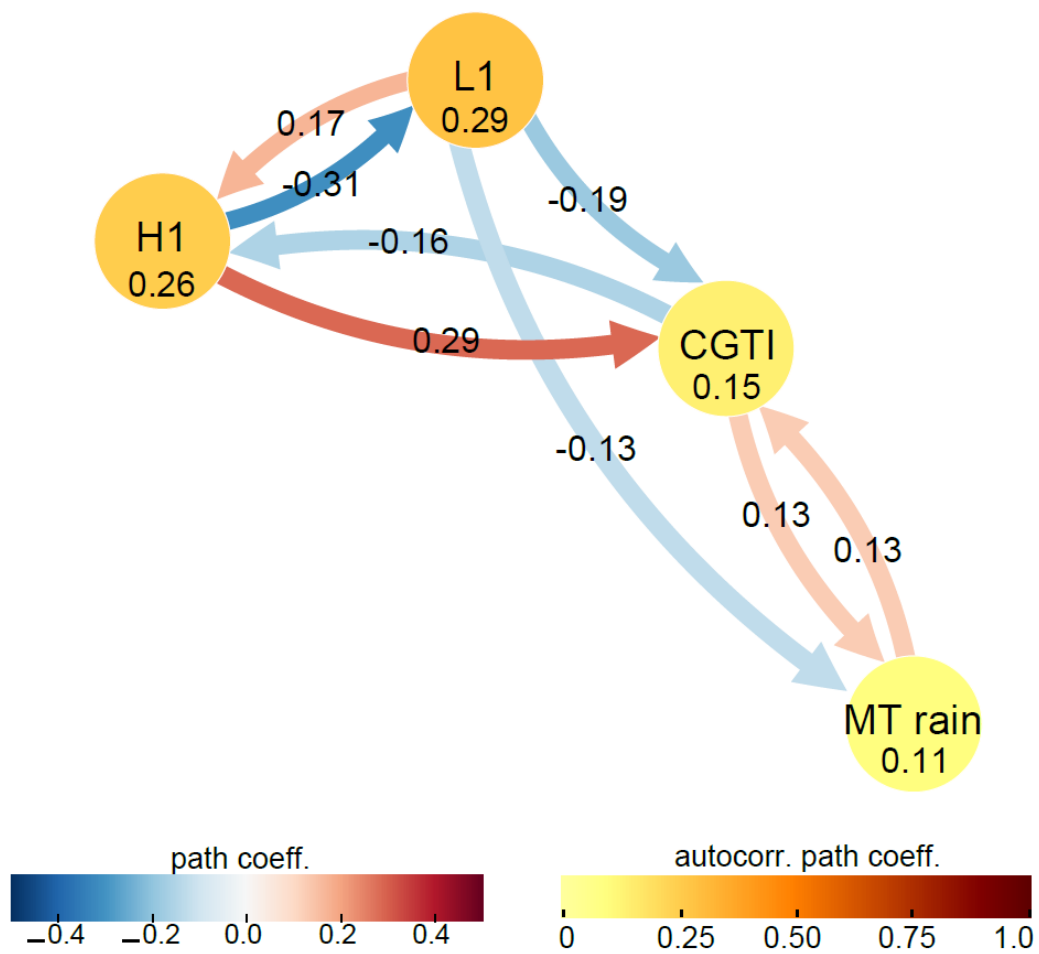 L1
0.29
0.17
-0.31
-0.19
H1
0.26
-0.16
0.29
CGTI
0.15
-0.13
0.13
0.13
MT rain
0.11
path coeff.
−0.4 −0.2 0.0 0.2 0.4
autocorr. path coeff.
0 0.25 0.50 0.75 1.0